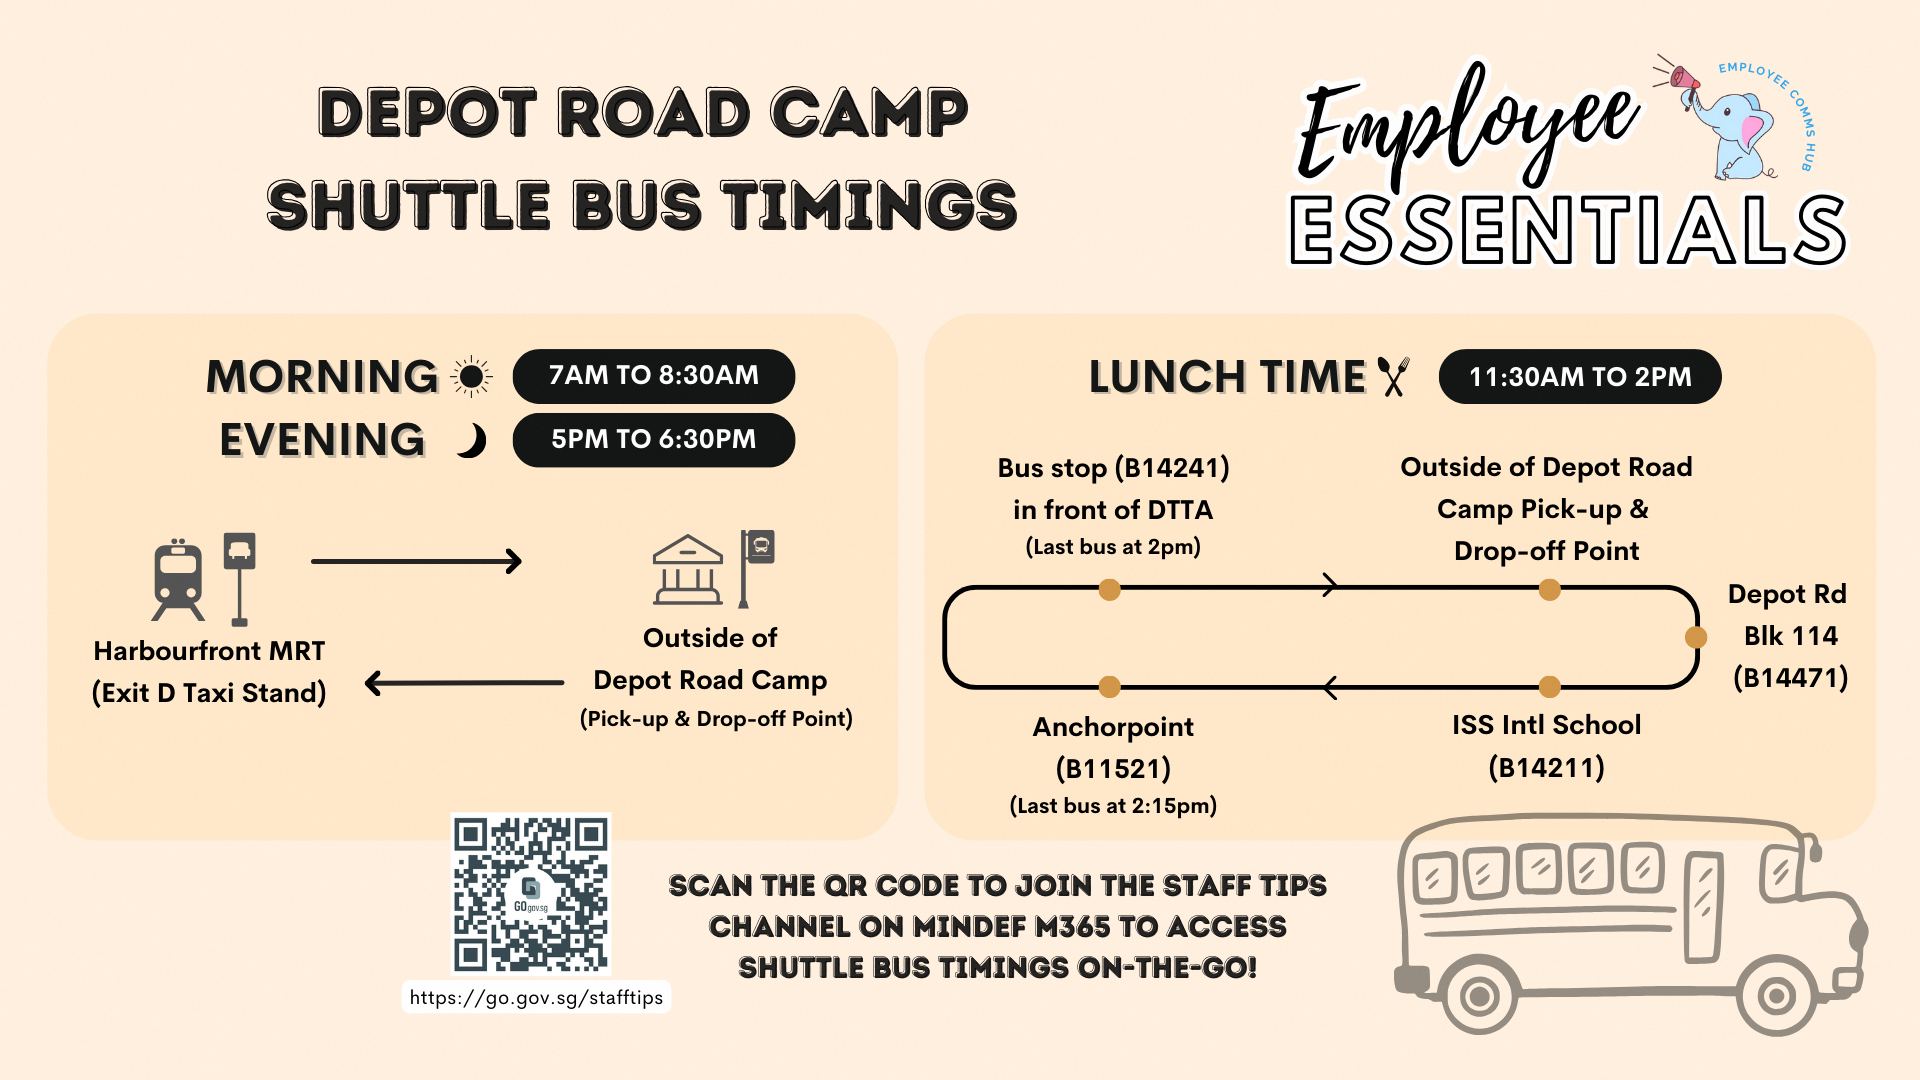 DEPOT ROAD CAMP
SHUTTLE BUS TIMINGS
Employee
ESSENTIALS
EMPLOYEE COMMS HUB
MORNING
7AM TO 8:30AM
EVENING
5PM TO 6:30PM
Harbourfront MRT
(Exit D Taxi Stand)
Outside of
Depot Road Camp
(Pick-up & Drop-off Point)
LUNCH TIME
11:30AM TO 2PM
Bus stop (B14241)
in front of DTTA
(Last bus at 2pm)
Outside of Depot Road
Camp Pick-up &
Drop-off Point
Depot Rd
Blk 114
(B14471)
Anchorpoint
(B11521)
(Last bus at 2:15pm)
ISS Intl School
(B14211)
GO gov.sg
https://go.gov.sg/stafftips
SCAN THE QR CODE TO JOIN THE STAFF TIPS
CHANNEL ON MINDEF M365 TO ACCESS
SHUTTLE BUS TIMINGS ON-THE-GO!